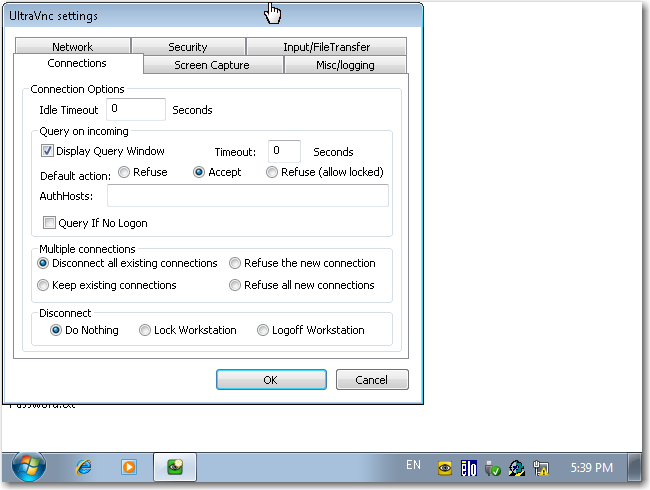 UltraVnc settings
Network Security Input/FileTransfer
Connections Screen Capture Misc/logging
Connection Options
Idle Timeout 0 Seconds
Query on incoming
Display Query Window Timeout: 0 Seconds
Default action: Refuse Accept Refuse (allow locked)
AuthHosts:
Query If No Logon
Multiple connections
Disconnect all existing connections Refuse the new connection
Keep existing connections Refuse all new connections
Disconnect
Do Nothing Lock Workstation Logoff Workstation
OK Cancel
EN 5:39 PM